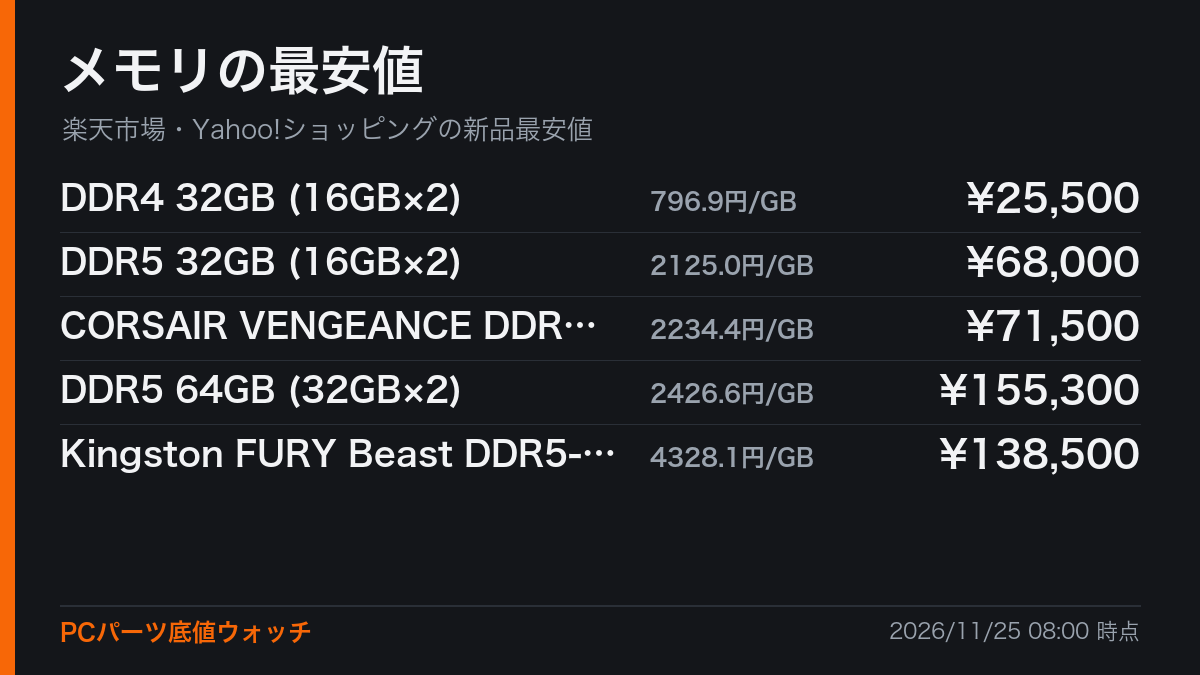 メモリの最安値
楽天市場・Yahoo!ショッピングの新品最安値
DDR4 32GB (16GB×2) 796.9円/GB ¥25,500
DDR5 32GB (16GB×2) 2125.0円/GB ¥68,000
CORSAIR VENGEANCE DDR… 2234.4円/GB ¥71,500
DDR5 64GB (32GB×2) 2426.6円/GB ¥155,300
Kingston FURY Beast DDR5-… 4328.1円/GB ¥138,500
PCパーツ底値ウォッチ 2026/11/25 08:00 時点